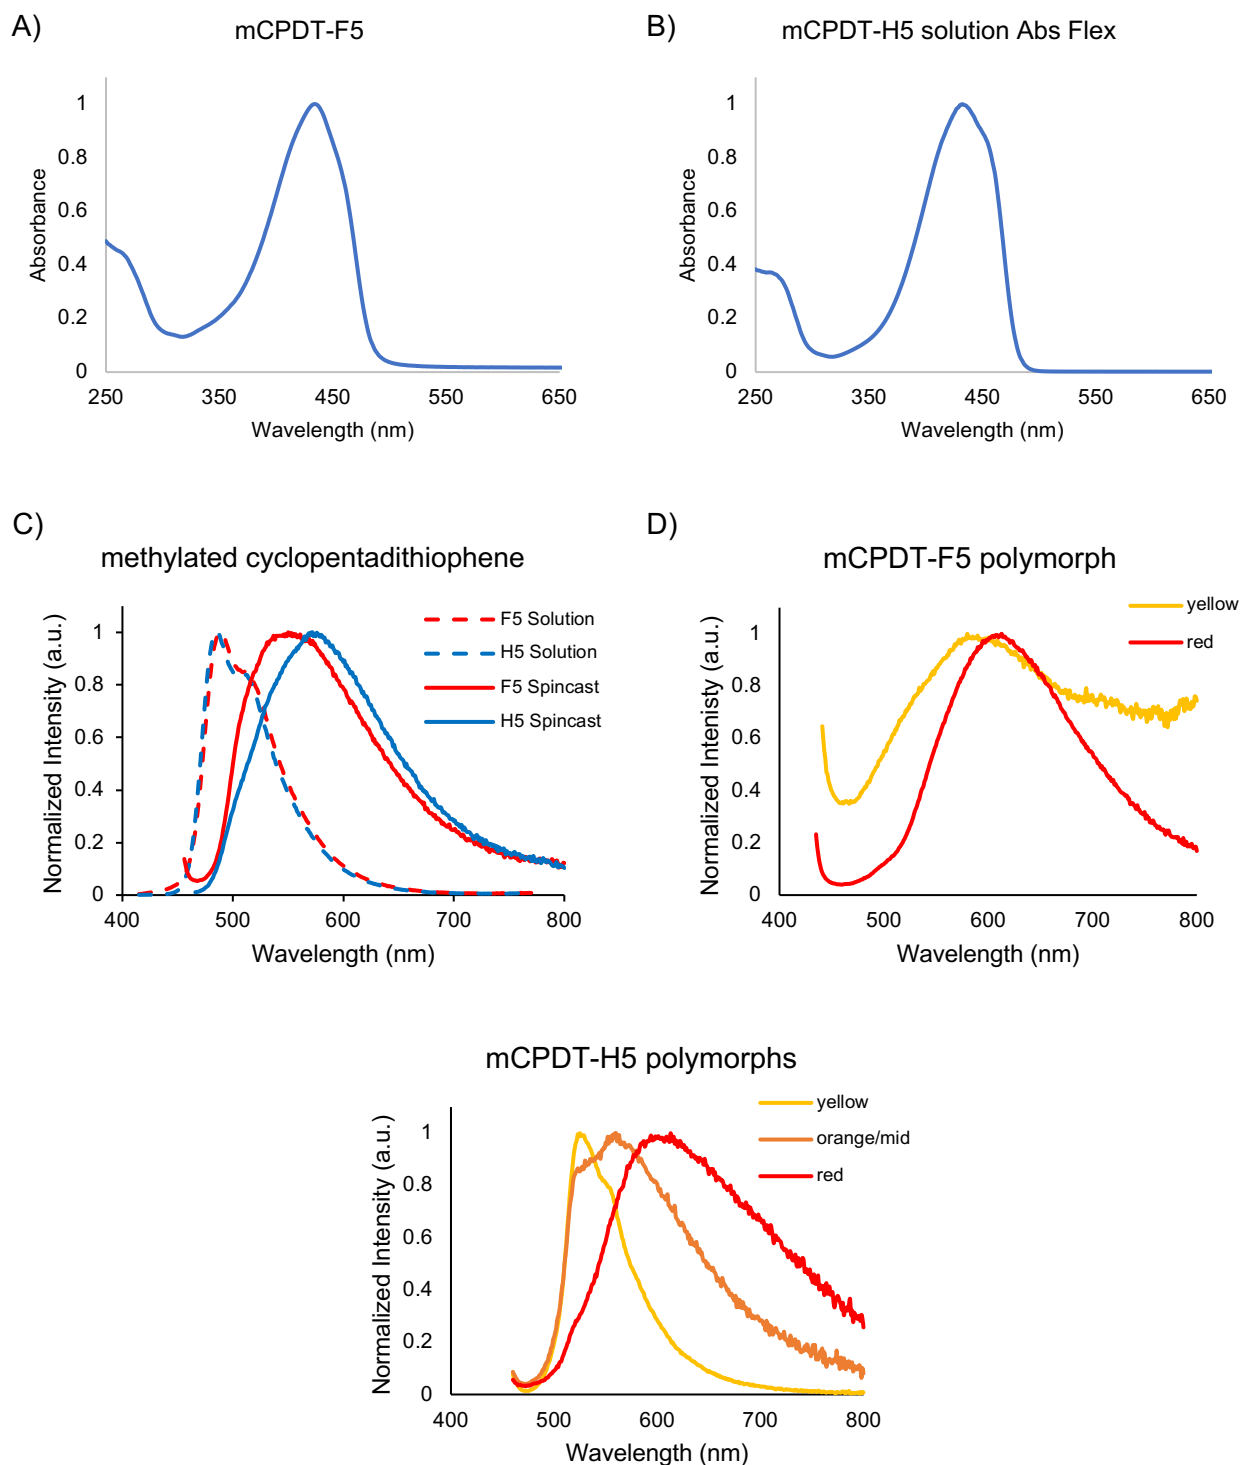 A)
mCPDT-F5
Absorbance
1
0.8
0.6
0.4
0.2
0
250 350 450 550 650
Wavelength (nm)
B)
mCPDT-H5 solution Abs Flex
Absorbance
1
0.8
0.6
0.4
0.2
0
250 350 450 550 650
Wavelength (nm)
C)
methylated cyclopentadithiophene
Normalized Intensity (a.u.)
1
0.8
0.6
0.4
0.2
0
F5 Solution
H5 Solution
F5 Spincast
H5 Spincast
400 500 600 700 800
Wavelength (nm)
D)
mCPDT-F5 polymorph
Normalized Intenisty (a.u.)
1
0.8
0.6
0.4
0.2
0
yellow
red
400 500 600 700 800
Wavelength (nm)
mCPDT-H5 polymorphs
Normalized Intensity (a.u.)
1
0.8
0.6
0.4
0.2
0
yellow
orange/mid
red
400 500 600 700 800
Wavelength (nm)